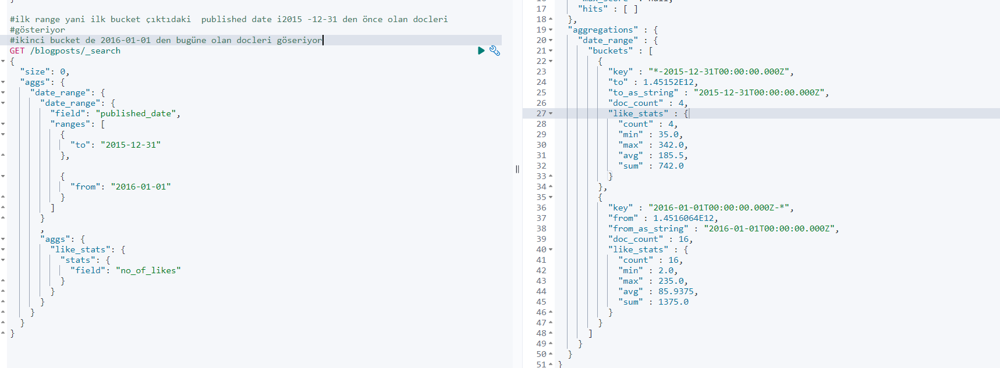 }
#ilk range yani ilk bucket çıktıdaki  published date i2015 -12-31 den önce olan docleri
#gösteriyor
#ikinci bucket de 2016-01-01 den bugüne olan docleri göseriyor
GET /blogposts/_search
{
  "size": 0,
  "aggs": {
    "date_range": {
      "date_range": {
        "field": "published_date",
        "ranges": [
          {
            "to": "2015-12-31"
          },

          {
            "from": "2016-01-01"
          }
        ]
      }
      ,
      "aggs": {
        "like_stats": {
          "stats": {
            "field": "no_of_likes"
          }
        }
      }
    }
  }
}
16 "max_score" : null,
17 "hits" : [ ]
18 },
19 "aggregations" : {
20 "date_range" : {
21 "buckets" : [
22 {
23 "key" : "*-2015-12-31T00:00:00.000Z",
24 "to" : 1.45152E12,
25 "to_as_string" : "2015-12-31T00:00:00.000Z",
26 "doc_count" : 4,
27 "like_stats" : {
28 "count" : 4,
29 "min" : 35.0,
30 "max" : 342.0,
31 "avg" : 185.5,
32 "sum" : 742.0
33 }
34 },
35 {
36 "key" : "2016-01-01T00:00:00.000Z-*",
37 "from" : 1.4516064E12,
38 "from_as_string" : "2016-01-01T00:00:00.000Z",
39 "doc_count" : 16,
40 "like_stats" : {
41 "count" : 16,
42 "min" : 2.0,
43 "max" : 235.0,
44 "avg" : 85.9375,
45 "sum" : 1375.0
46 }
47 }
48 ]
49 }
50 }
51 }